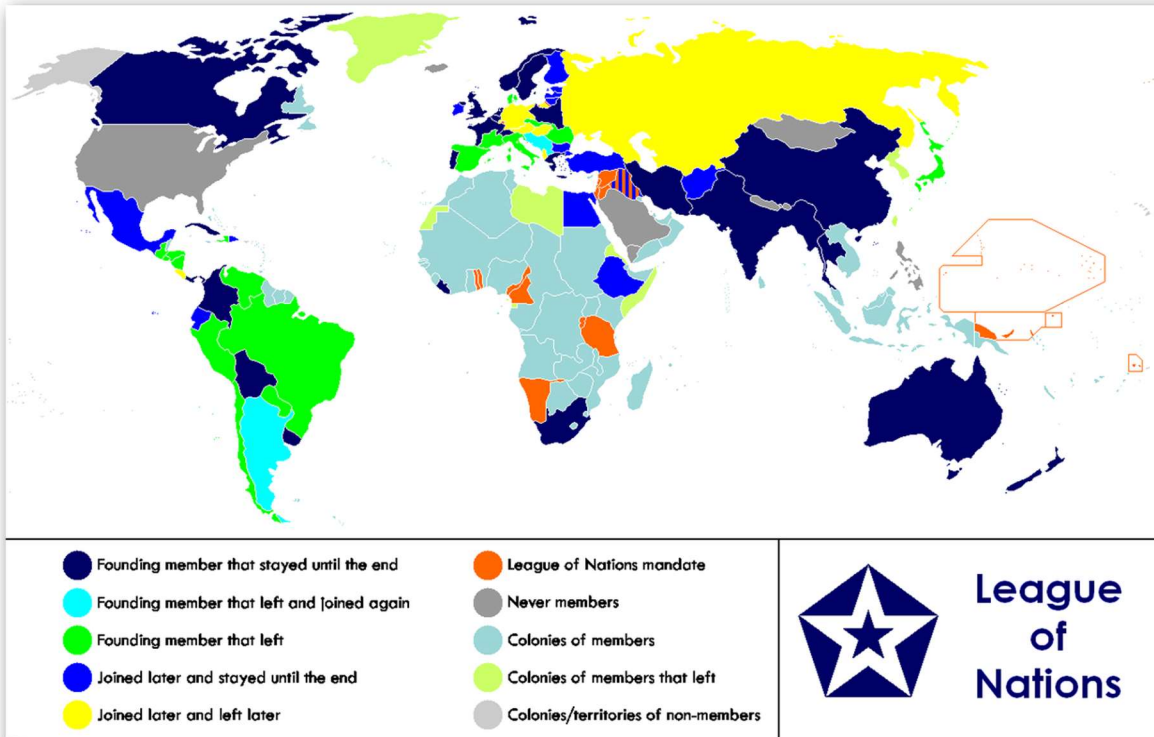 Founding member that stayed until the end
Founding member that left and joined again
Founding member that left
Joined later and stayed until the end
Joined later and left later
League of Nations mandate
Never members
Colonies of members
Colonies of members that left
Colonies/territories of non-members
League
of
Nations